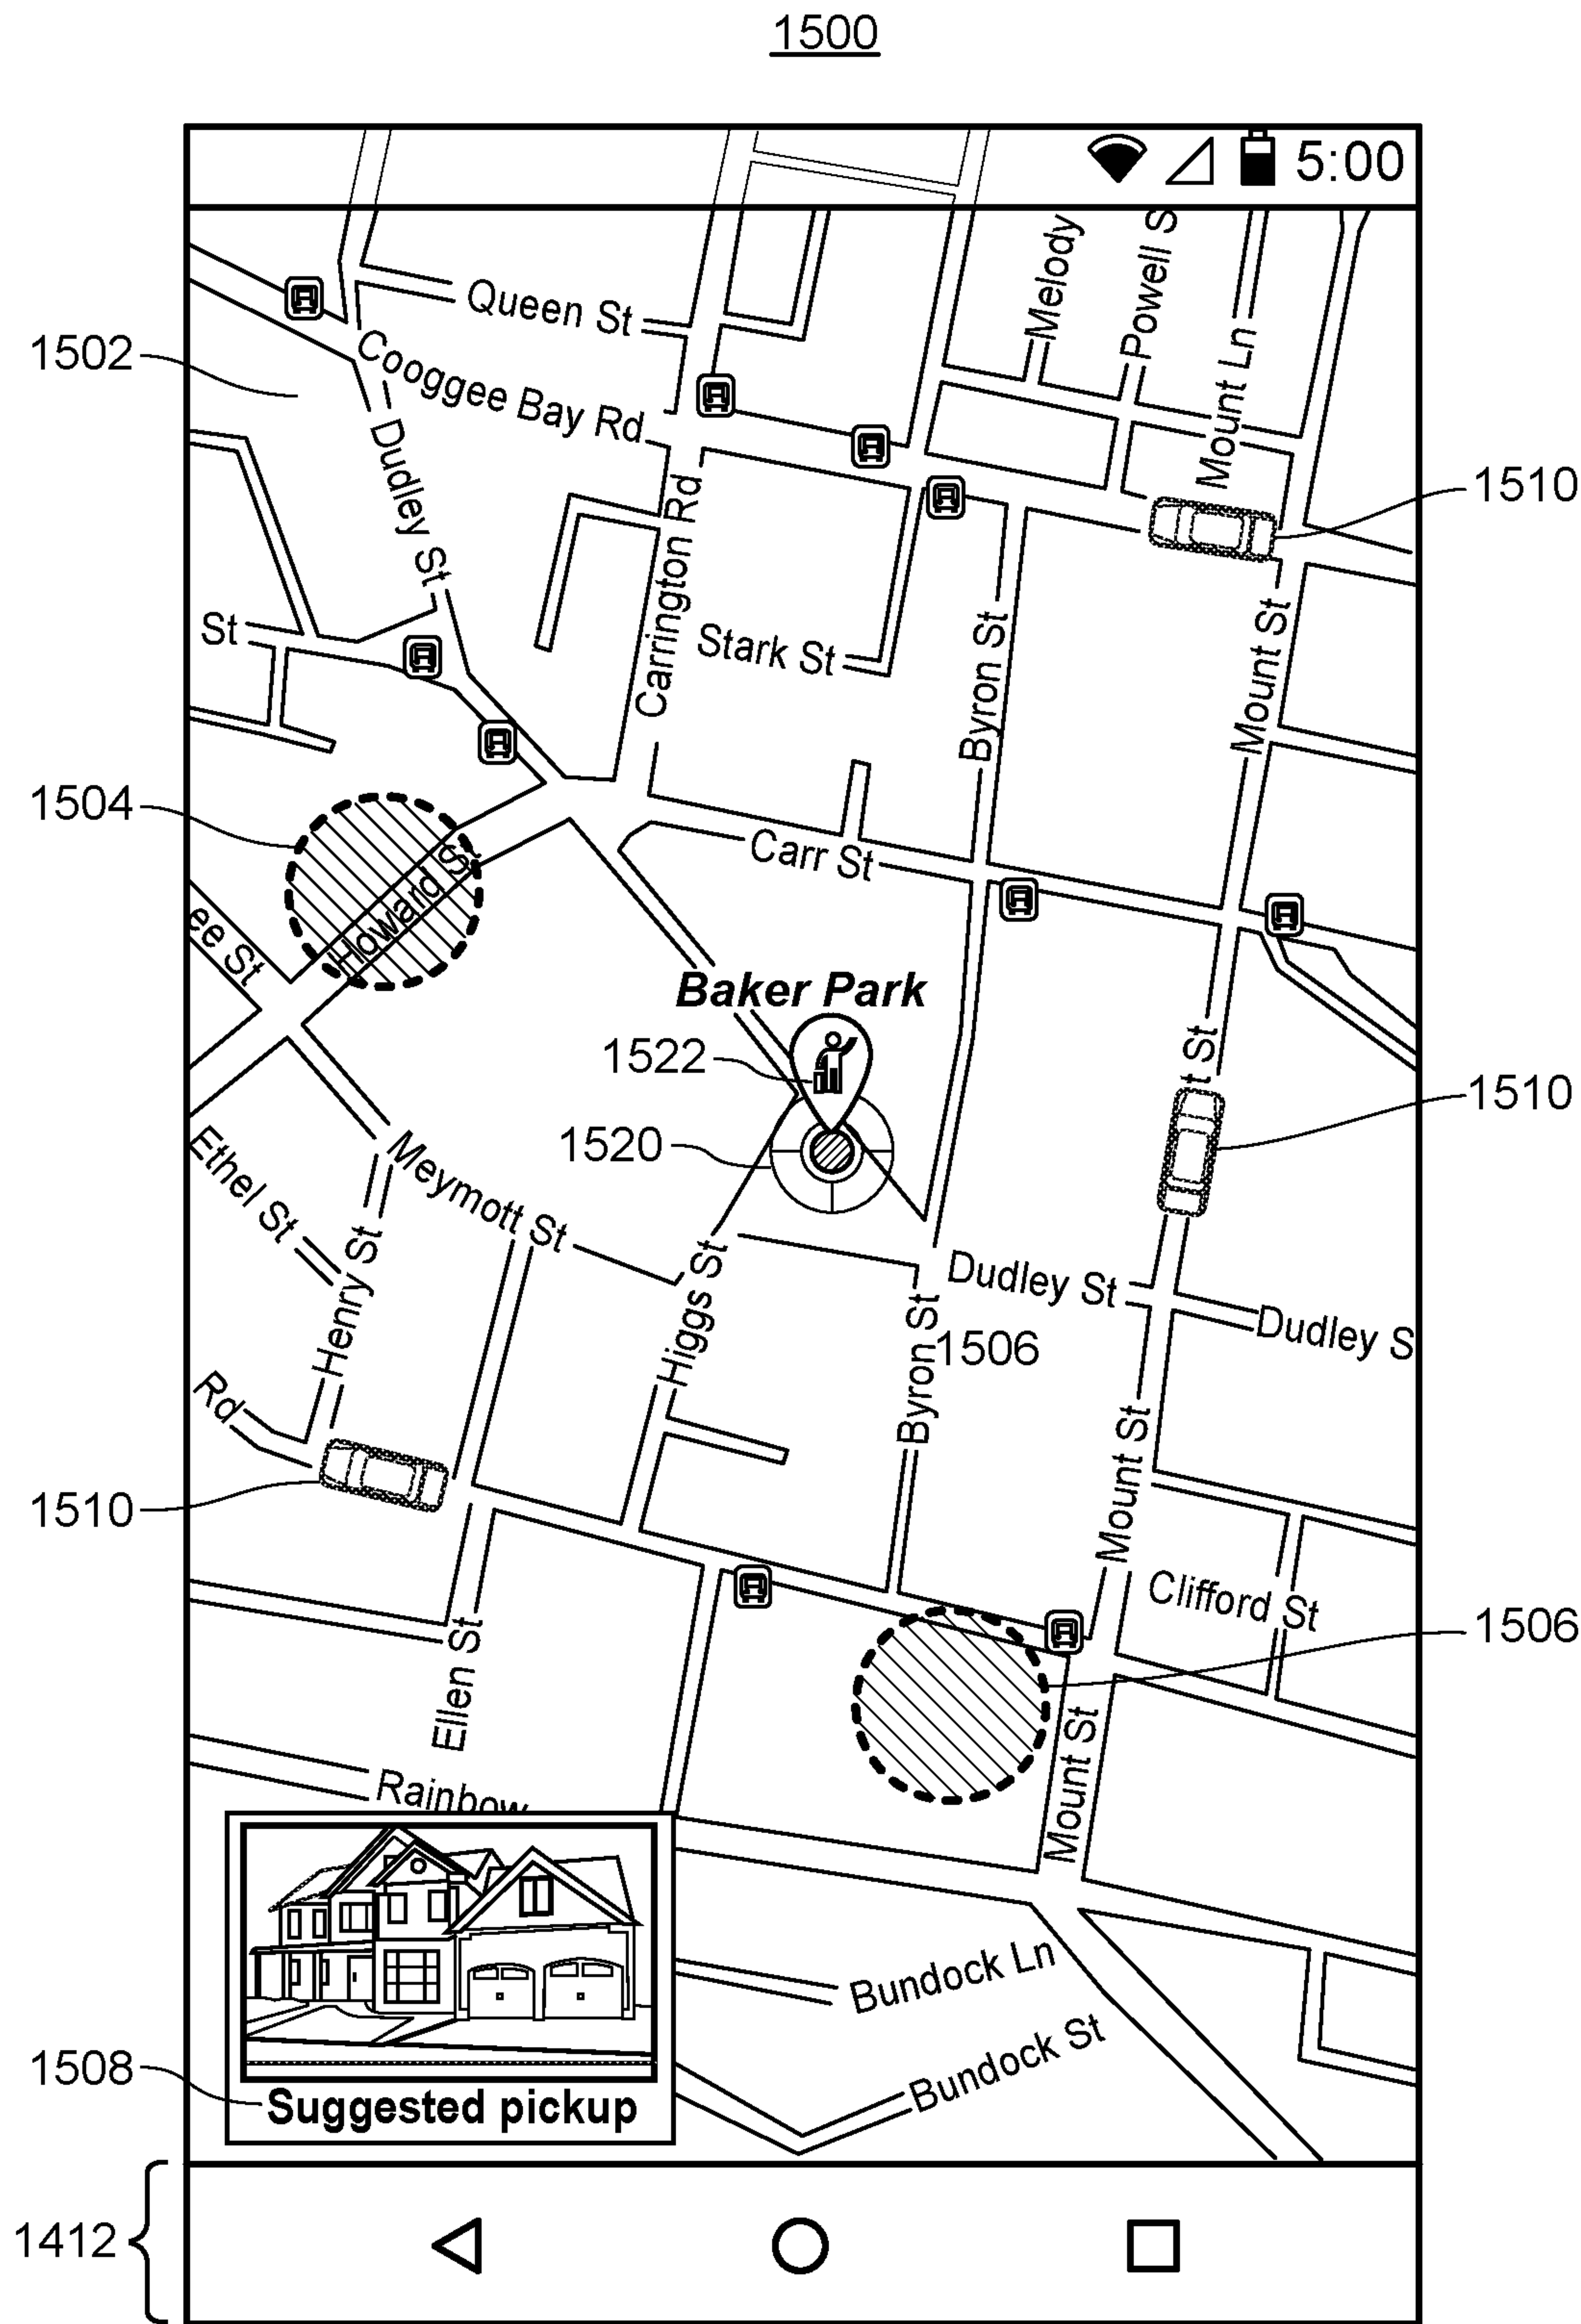 1500
5:00
Melody
Powell S
Queen St
1502
Cooggee Bay Rd
Mount Ln
Dudley St
1510
Carrington Rd
St
Stark St
Byron St
Mount St
1504
Carr St
Howard St
ee St
Baker Park
1522
t St
1510
1520
Ethel St
Meymott St
Henry St
Higgs St
Dudley St
Dudley S
Byron St
1506
Rd
Mount St
1510
Clifford St
1506
Ellen St
Mount St
Rainbow
Bundock Ln
Bundock St
1508
Suggested pickup
1412